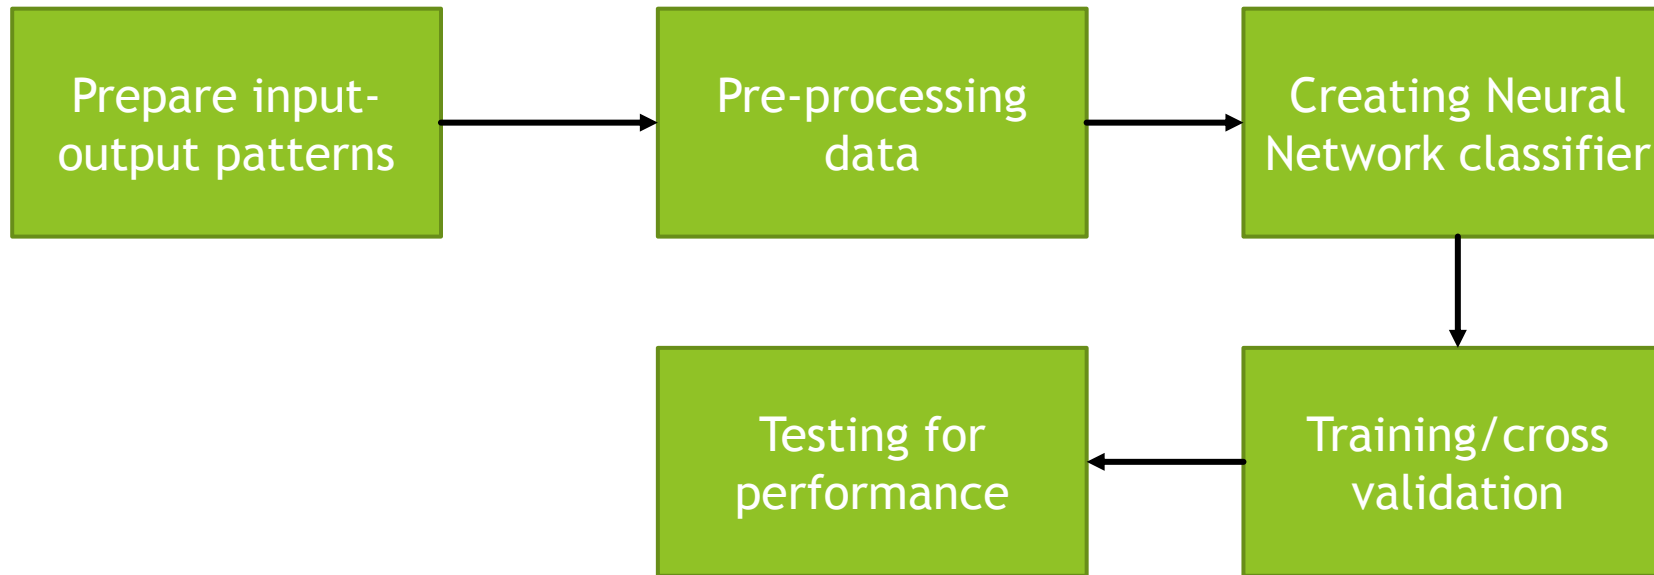 Prepare input-
output patterns
Pre-processing
data
Creating Neural
Network classifier
Training/cross
validation
Testing for
performance